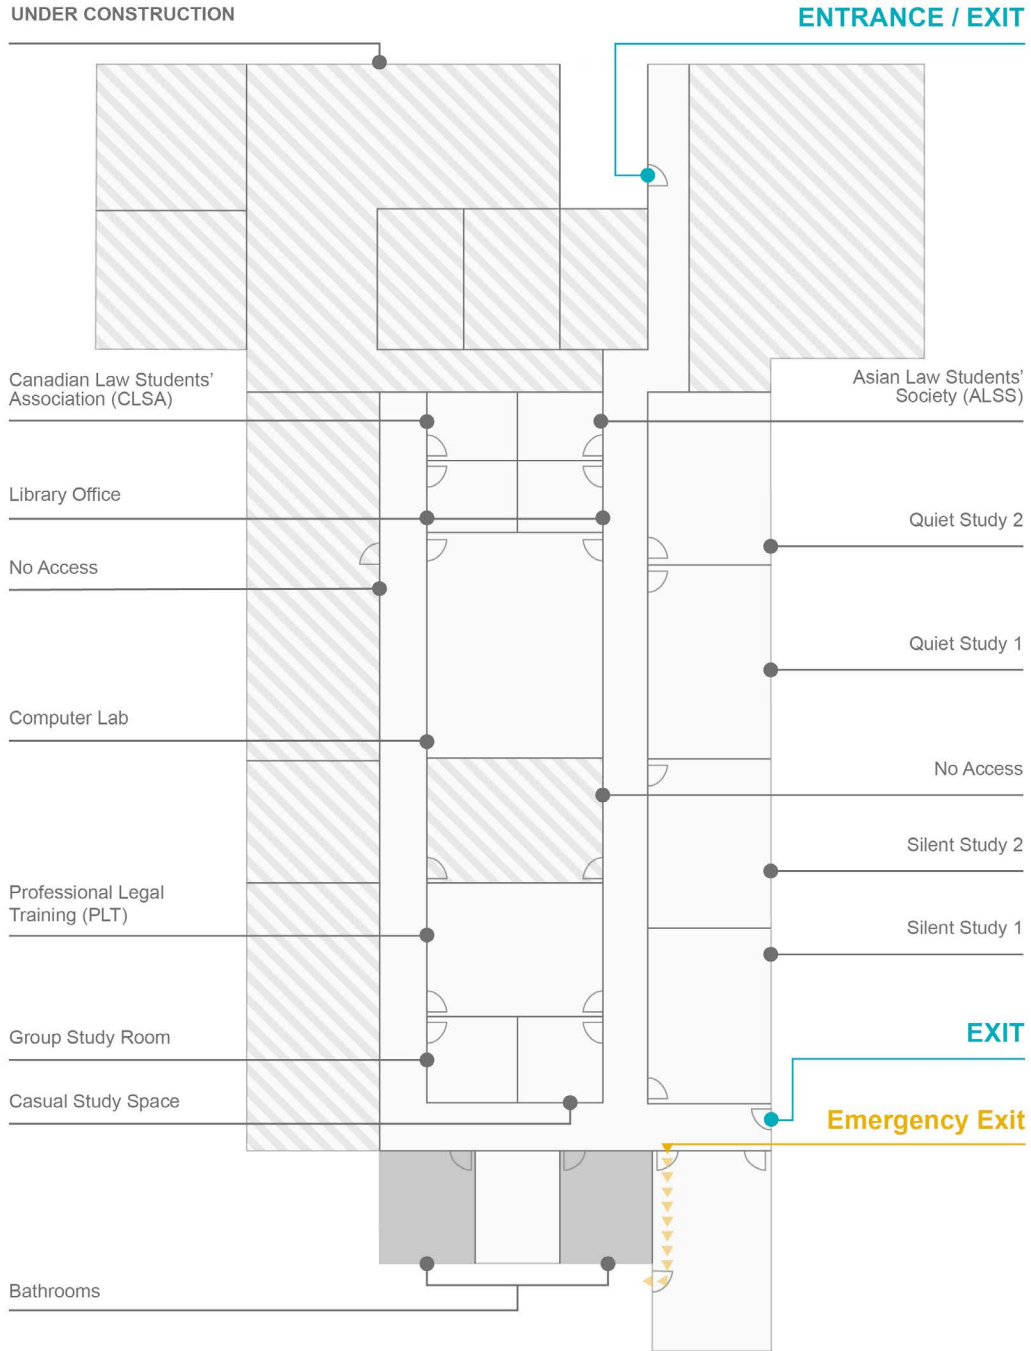 UNDER CONSTRUCTION
ENTRANCE / EXIT
Canadian Law Students’
Association (CLSA)
Asian Law Students’
Society (ALSS)
Library Office
Quiet Study 2
No Access
Quiet Study 1
Computer Lab
No Access
Silent Study 2
Professional Legal
Training (PLT)
Silent Study 1
Group Study Room
EXIT
Casual Study Space
Emergency Exit
Bathrooms